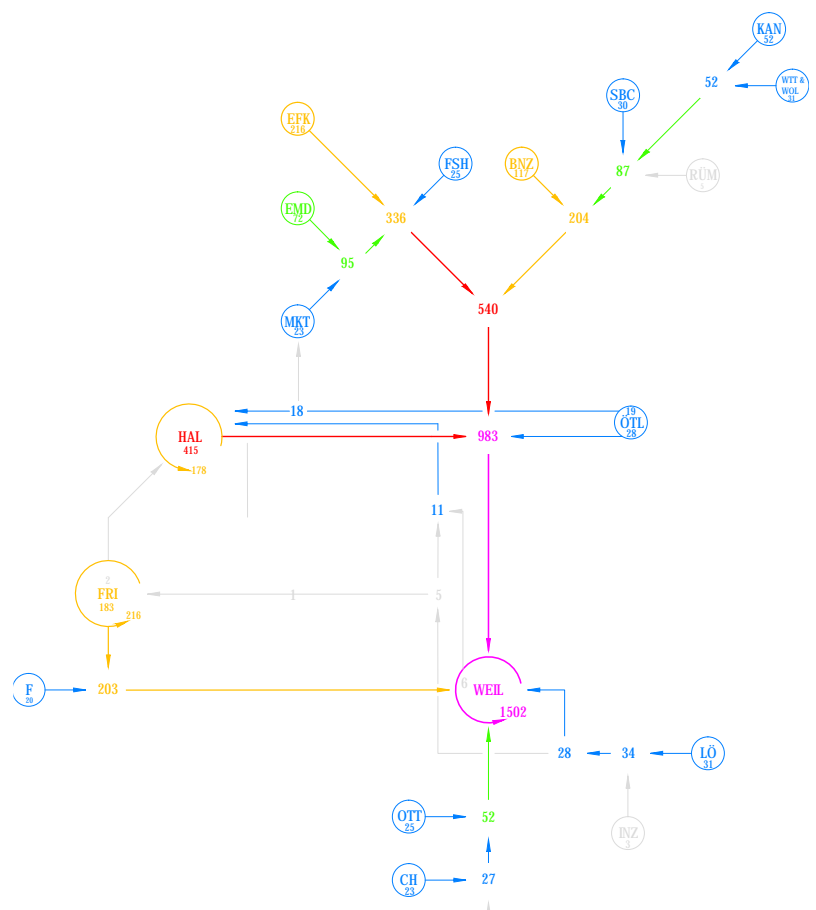 KAN
52
52
WTT &
WOL
31
SBC
30
EFK
216
FSH
25
BNZ
117
87
RÜM
5
EMD
72
336
204
95
540
MKT
23
18
19
ÖTL
28
HAL
415
983
178
11
2
FRI
183
216
1
5
F
20
203
6
WEIL
1502
28
34
LÖ
31
OTT
25
52
INZ
3
CH
23
27